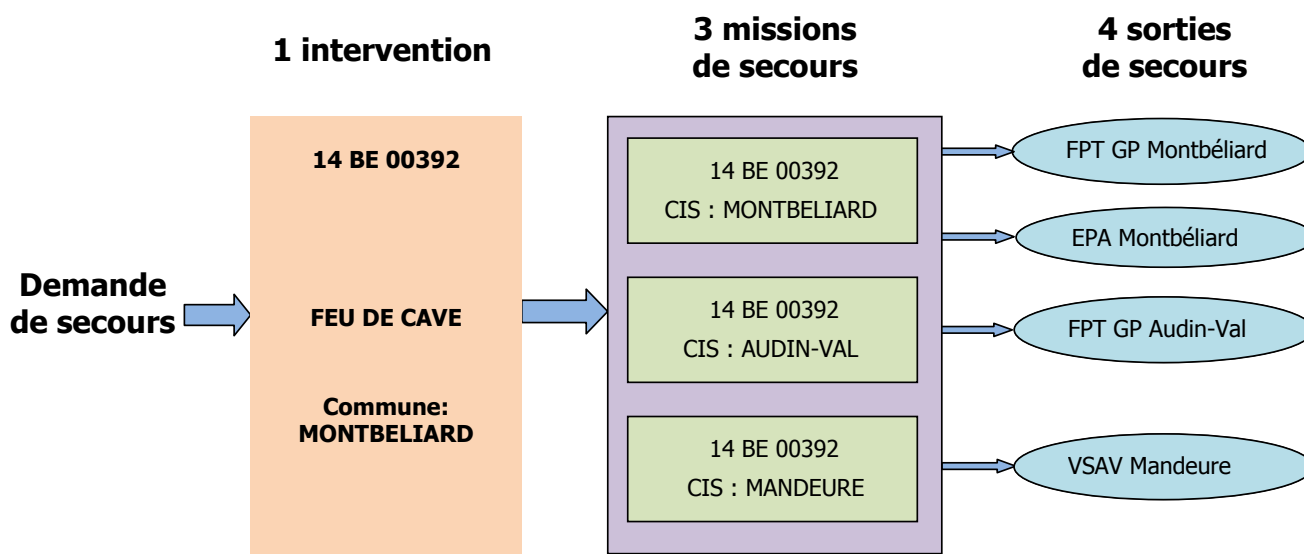 1 intervention
3 missions
de secours
4 sorties
de secours
Demande
de secours
14 BE 00392
FEU DE CAVE
Commune:
MONTBELIARD
14 BE 00392
CIS : MONTBELIARD
14 BE 00392
CIS : AUDIN-VAL
14 BE 00392
CIS : MANDEURE
FPT GP Montbéliard
EPA Montbéliard
FPT GP Audin-Val
VSAV Mandeure